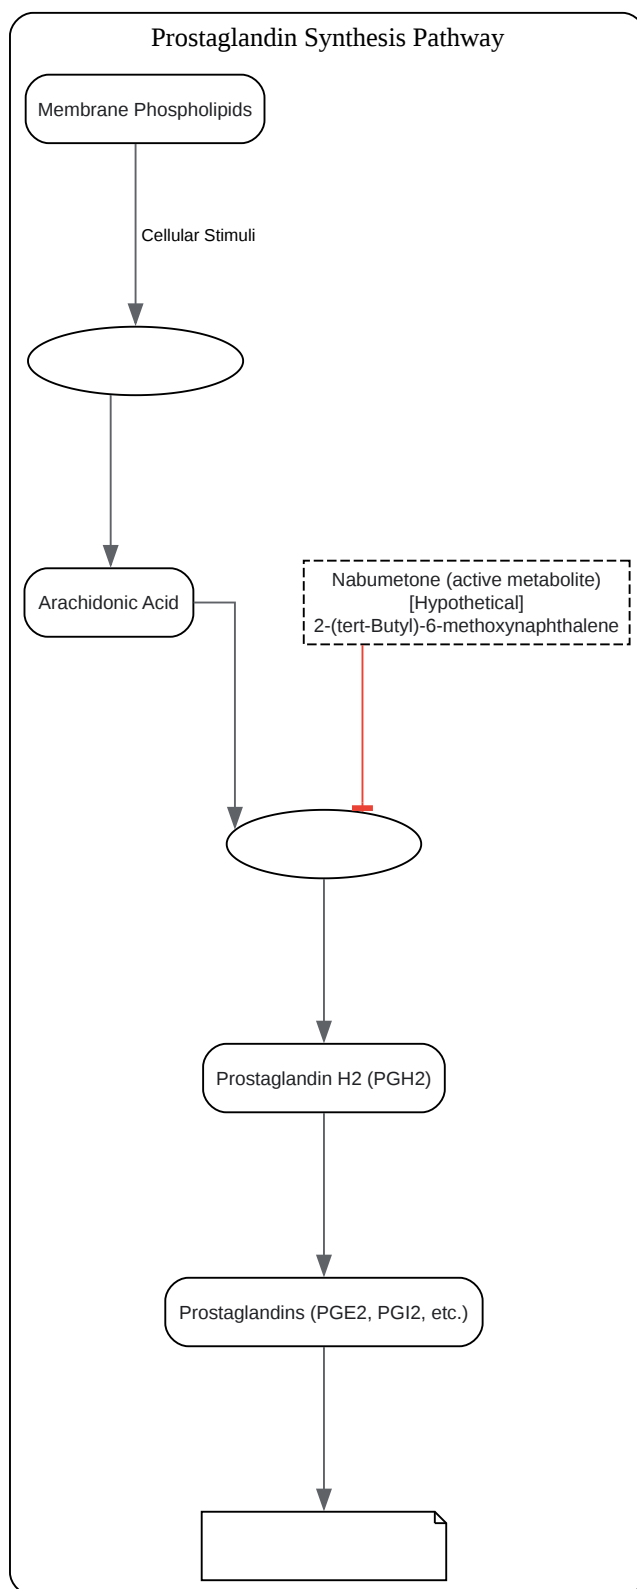 Prostaglandin Synthesis Pathway
Membrane Phospholipids
Cellular Stimuli
Arachidonic Acid
Nabumetone (active metabolite)
[Hypothetical]
2-(tert-Butyl)-6-methoxynaphthalene
Prostaglandin H2 (PGH2)
Prostaglandins (PGE2, PGI2, etc.)